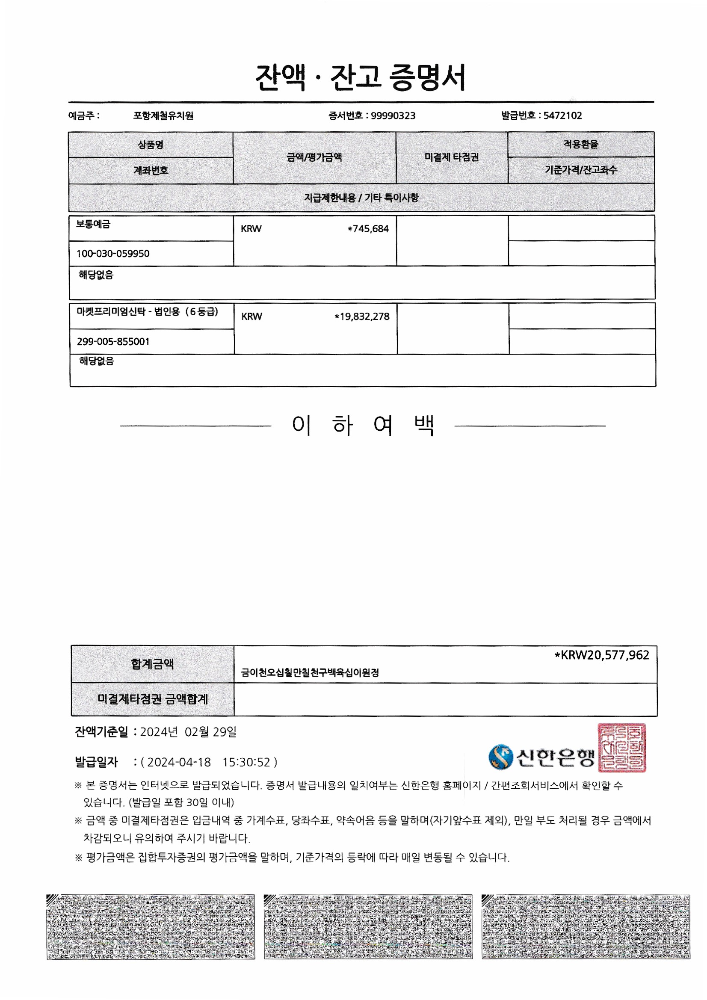 잔액 · 잔고 증명서
예금주 : 포항제철유치원 증서번호 : 99990323 발급번호 : 5472102
상품명 금액/평가금액 미결제 타점권 적용환율
계좌번호 기준가격/잔고좌수
지급제한내용 / 기타 특이사항
보통예금 KRW *745,684
100-030-059950
해당없음
마켓프리미엄신탁 - 법인용 (6등급) KRW *19,832,278
299-005-855001
해당없음
이 하 여 백
합계금액 *KRW20,577,962
금이천오십칠만칠천구백육십이원정
미결제타점권 금액합계
잔액기준일 : 2024년 02월 29일
발급일자 : ( 2024-04-18 15:30:52 )
신한은행
※ 본 증명서는 인터넷으로 발급되었습니다. 증명서 발급내용의 일치여부는 신한은행 홈페이지 / 간편조회서비스에서 확인할 수
있습니다. (발급일 포함 30일 이내)
※ 금액 중 미결제타점권은 입금내역 중 가계수표, 당좌수표, 약속어음 등을 말하며(자기앞수표 제외), 만일 부도 처리될 경우 금액에서
차감되오니 유의하여 주시기 바랍니다.
※ 평가금액은 집합투자증권의 평가금액을 말하며, 기준가격의 등락에 따라 매일 변동될 수 있습니다.